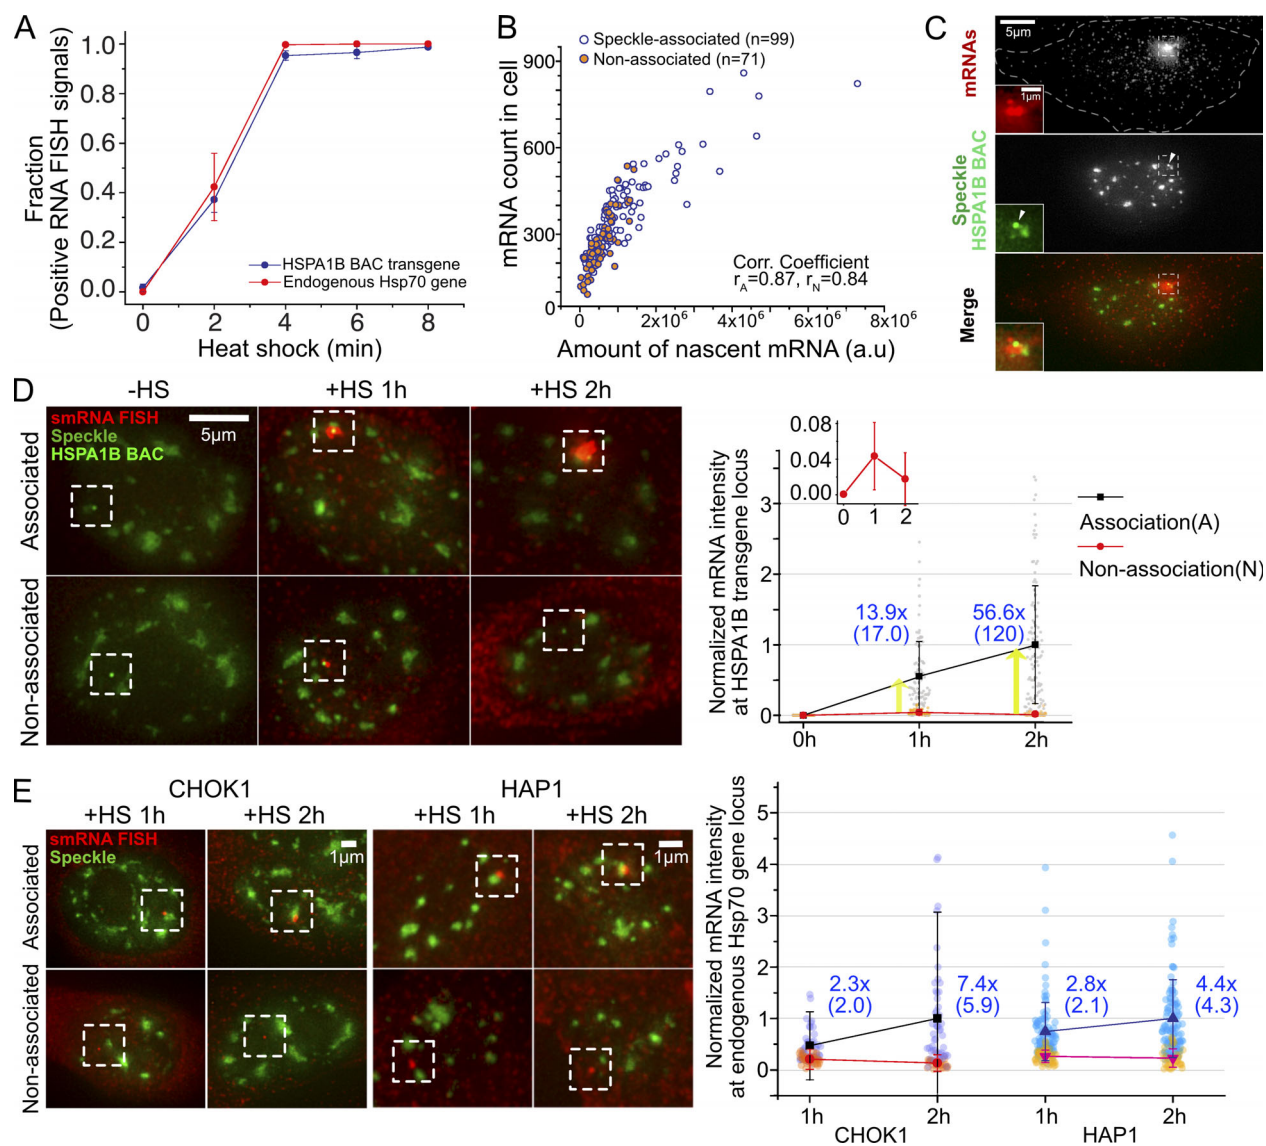 A
Fraction
(Positive RNA FISH signals)
1.0
0.8
0.6
0.4
0.2
0.0
HSPA1B BAC transgene
Endogenous Hsp70 gene
0 2 4 6 8
Heat shock (min)
B
Speckle-associated (n=99)
Non-associated (n=71)
mRNA count in cell
900
600
300
0
Corr. Coefficient
r_A=0.87, r_N=0.84
0 2x10⁶ 4x10⁶ 6x10⁶ 8x10⁶
Amount of nascent mRNA (a.u)
C
5µm
mRNAs
1µm
Speckle
HSPA1B BAC
Merge
D
-HS +HS 1h +HS 2h
smRNA FISH
Speckle
HSPA1B BAC
5µm
Associated
Non-associated
Normalized mRNA intensity
at HSPA1B transgene locus
0.08
0.04
0.00
0 1 2
3
2
1
0
Association(A)
Non-association(N)
13.9x
(17.0)
56.6x
(120)
0h 1h 2h
E
CHOK1 HAP1
+HS 1h +HS 2h +HS 1h +HS 2h
smRNA FISH
Speckle
1µm
1µm
Associated
Non-associated
Normalized mRNA intensity
at endogenous Hsp70 gene locus
5
4
3
2
1
0
2.3x
(2.0)
7.4x
(5.9)
2.8x
(2.1)
4.4x
(4.3)
1h 2h 1h 2h
CHOK1 HAP1